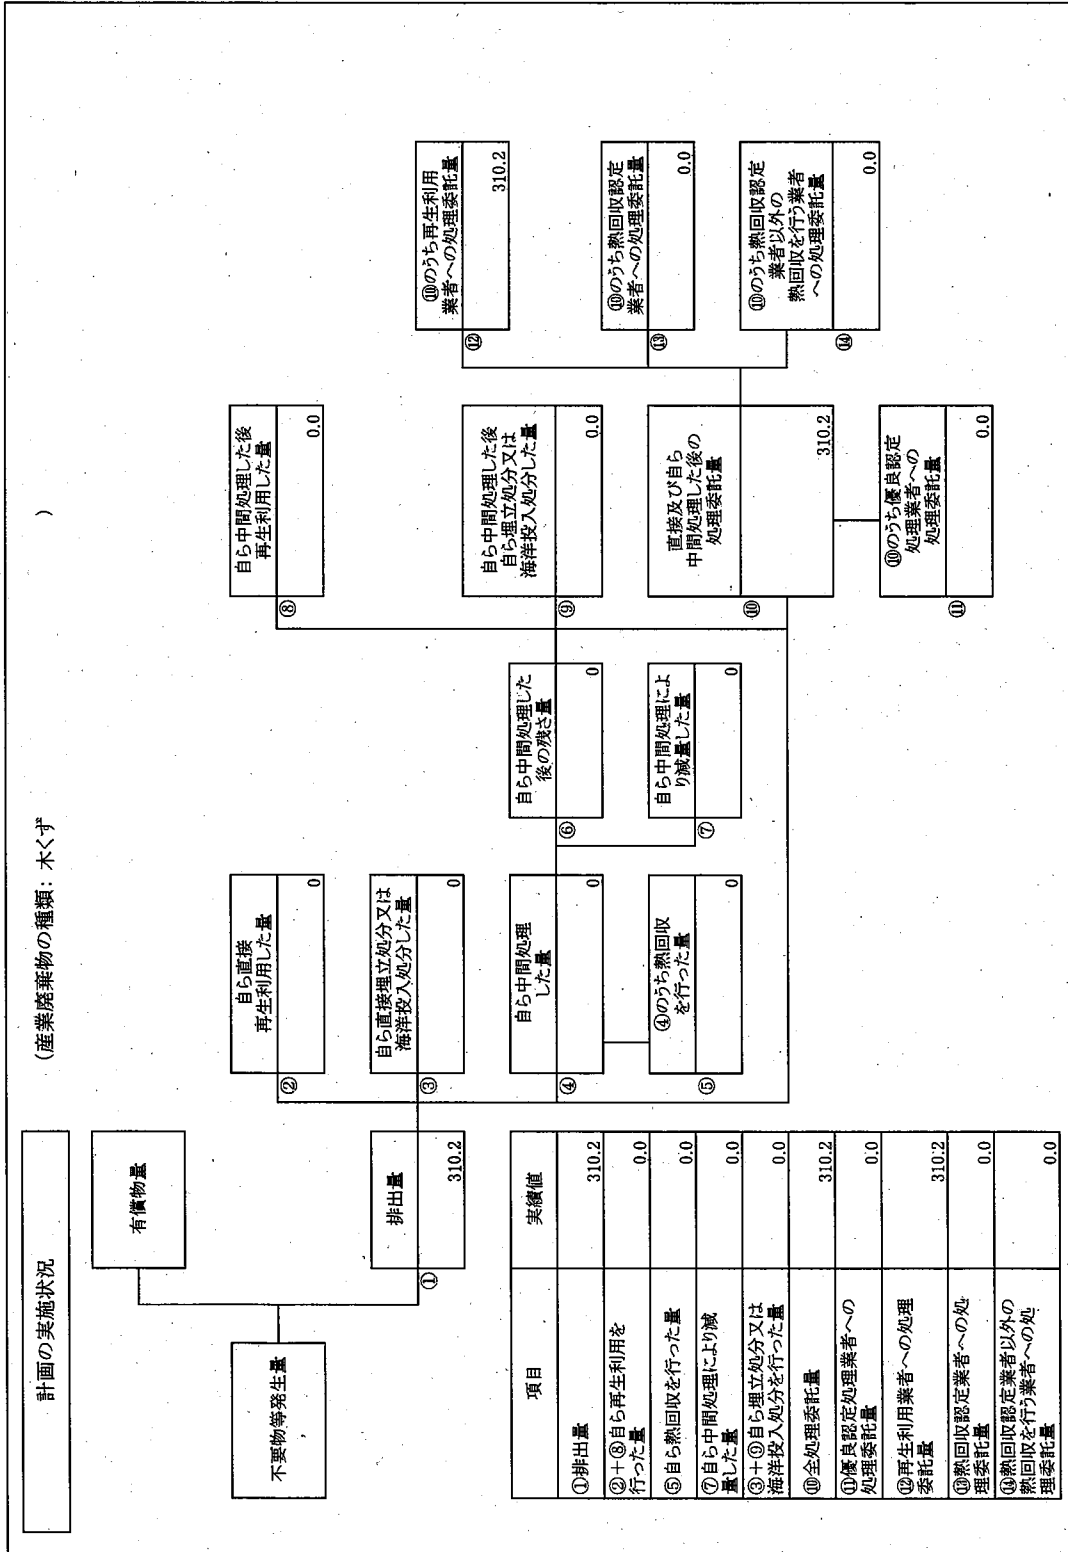 計画の実施状況
(産業廃棄物の種類: 木くず
)
不要物等発生量
有償物量
排出量
①
310.2
自ら直接
再生利用した量
②
0
自ら直接埋立処分又は
海洋投入処分した量
③
0
自ら中間処理
した量
④
0
④のうち熱回収
を行った量
⑤
0
自ら中間処理した
後の残さ量
⑥
0
自ら中間処理によ
り減量した量
⑦
0
自ら中間処理した後
再生利用した量
⑧
0.0
自ら中間処理した後
自ら埋立処分又は
海洋投入処分した量
⑨
0.0
直接及び自ら
中間処理した後の
処理委託量
⑩
310.2
⑩のうち優良認定
処理業者への
処理委託量
⑪
0.0
⑩のうち再生利用
業者への処理委託量
⑫
310.2
⑩のうち熱回収認定
業者への処理委託量
⑬
0.0
⑩のうち熱回収認定
業者以外の
熱回収を行う業者
への処理委託量
⑭
0.0
項目
実績値
①排出量
310.2
②+⑧自ら再生利用を
行った量
0.0
⑤自ら熱回収を行った量
0.0
⑦自ら中間処理により減
量した量
0.0
③+⑨自ら埋立処分又は
海洋投入処分を行った量
0.0
⑩全処理委託量
310.2
⑪優良認定処理業者への
処理委託量
0.0
⑫再生利用業者への処理
委託量
310.2
⑬熱回収認定業者への処
理委託量
0.0
⑭熱回収認定業者以外の
熱回収を行う業者への処
理委託量
0.0